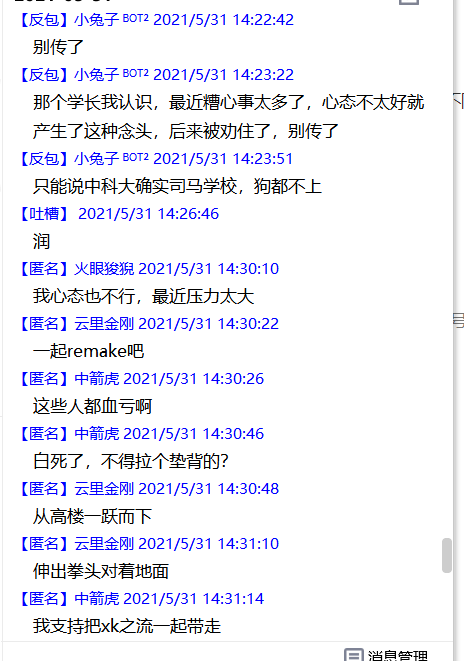 【反包】小兔子 BOT2 2021/5/31 14:22:42
别传了
【反包】小兔子 BOT2 2021/5/31 14:23:22
那个学长我认识，最近糟心事太多了，心态不太好就
产生了这种念头，后来被劝住了，别传了
【反包】小兔子 BOT2 2021/5/31 14:23:51
只能说中科大确实司马学校，狗都不上
【吐槽】 2021/5/31 14:26:46
润
【匿名】火眼狻猊 2021/5/31 14:30:10
我心态也不行，最近压力太大
【匿名】云里金刚 2021/5/31 14:30:22
一起remake吧
【匿名】中箭虎 2021/5/31 14:30:26
这些人都血亏啊
【匿名】中箭虎 2021/5/31 14:30:46
白死了，不得拉个垫背的?
【匿名】云里金刚 2021/5/31 14:30:48
从高楼一跃而下
【匿名】云里金刚 2021/5/31 14:31:10
伸出拳头对着地面
【匿名】中箭虎 2021/5/31 14:31:14
我支持把xk之流一起带走
消息管理